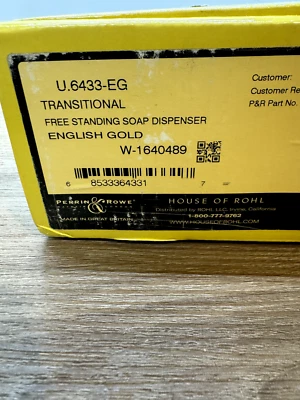 U.6433-EG
TRANSITIONAL
FREE STANDING SOAP DISPENSER
ENGLISH GOLD
W-1640489
6 8533364331 7
Customer:
Customer Re
P&R Part No.
PERRIN & ROWE
MADE IN GREAT BRITAIN
HOUSE OF ROHL
Distributed by ROHL LLC, Irvine, California
1-800-777-9762
WWW.HOUSEOFROHL.COM